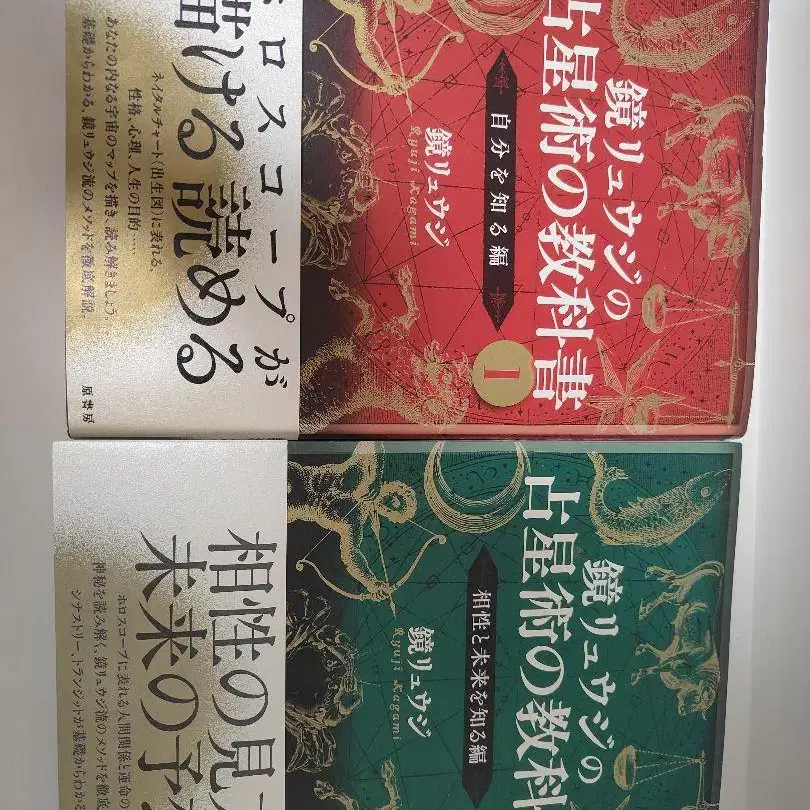 鏡リュウジの
占星術の教科書
自分を知る編
I
鏡リュウジ
Ryuji Kagami
ホロスコープが
描ける読める
ネイタルチャート(出生図)に表れる、
性格、心理、人生の目的……
あなたの内なる宇宙のマップを描き、読み解きましょう
基礎からわかる、鏡リュウジ流のメソッドを徹底解説。
原書房
鏡リュウジの
占星術の教科
相性と未来を知る編
鏡リュウジ
Ryuji Kagami
相性の見
未来の予
ホロスコープに表れる人間関係と運命の
神秘を読み解く、鏡リュウジ流のメソッドを徹底
シナストリー、トランジットが基礎からわかる